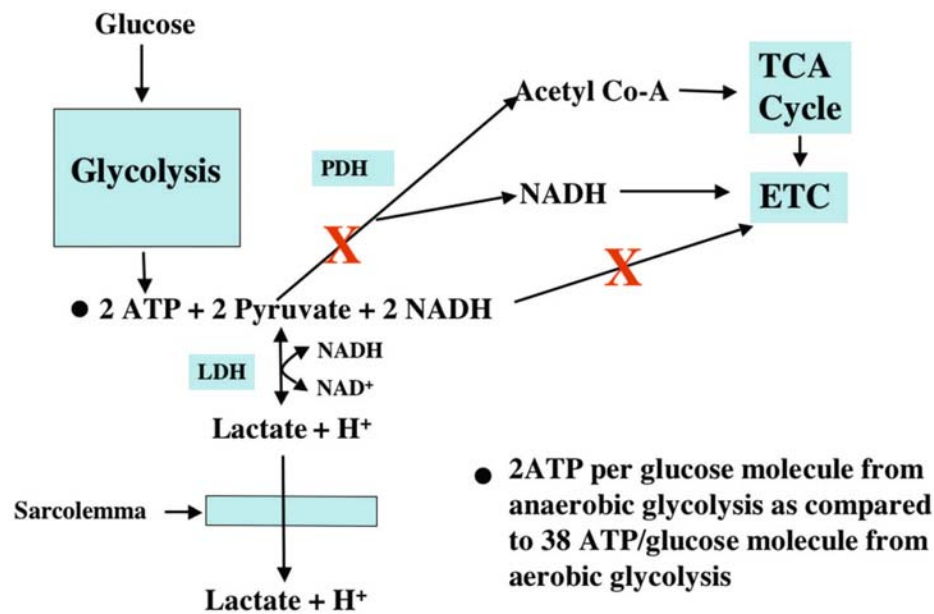 Glucose
Glycolysis
PDH
Acetyl Co-A
TCA
Cycle
NADH
ETC
X
X
● 2 ATP + 2 Pyruvate + 2 NADH
LDH
NADH
NAD⁺
Lactate + H⁺
Sarcolemma
Lactate + H⁺
● 2ATP per glucose molecule from
anaerobic glycolysis as compared
to 38 ATP/glucose molecule from
aerobic glycolysis